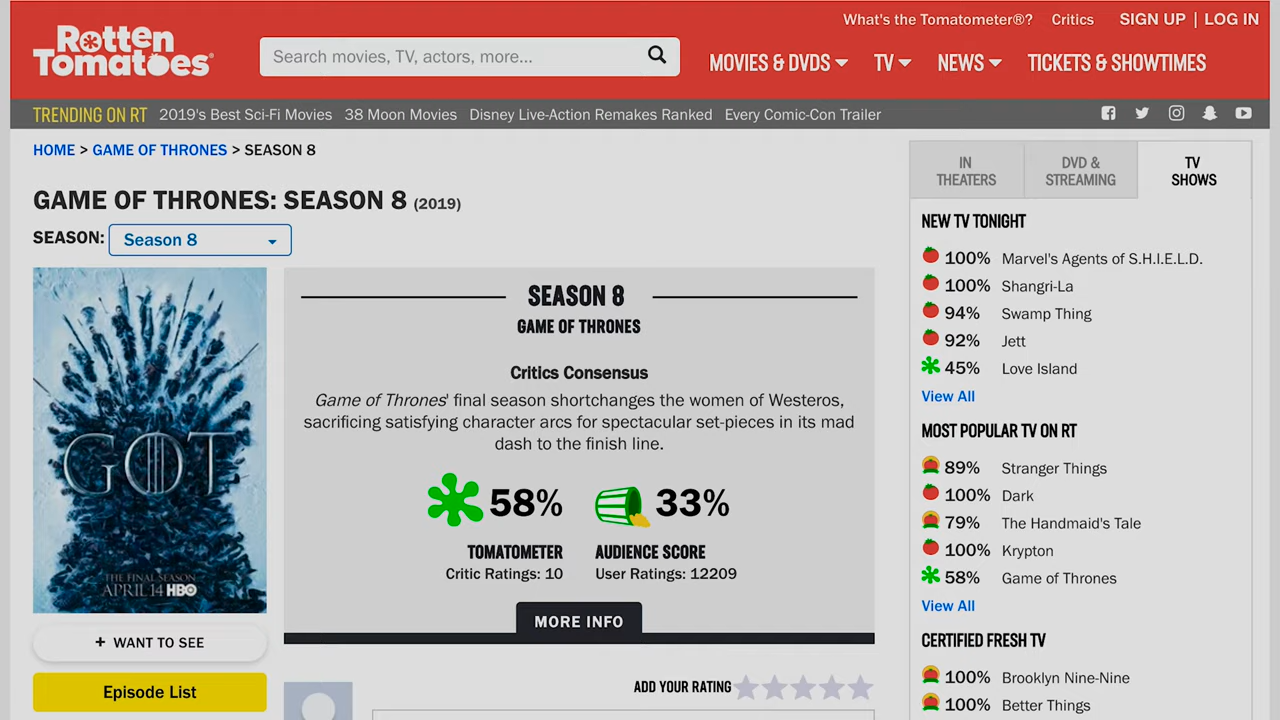 What's the Tomatometer®? Critics SIGN UP | LOG IN
Rotten
Tomatoes®
Search movies, TV, actors, more...
MOVIES & DVDS TV NEWS TICKETS & SHOWTIMES
TRENDING ON RT 2019's Best Sci-Fi Movies 38 Moon Movies Disney Live-Action Remakes Ranked Every Comic-Con Trailer
HOME > GAME OF THRONES > SEASON 8
GAME OF THRONES: SEASON 8 (2019)
SEASON: Season 8
GOT
THE FINAL SEASON
APRIL 14 HBO
+ WANT TO SEE
Episode List
SEASON 8
GAME OF THRONES
Critics Consensus
Game of Thrones' final season shortchanges the women of Westeros,
sacrificing satisfying character arcs for spectacular set-pieces in its mad
dash to the finish line.
58% 33%
TOMATOMETER AUDIENCE SCORE
Critic Ratings: 10 User Ratings: 12209
MORE INFO
ADD YOUR RATING
IN
THEATERS
DVD &
STREAMING
TV
SHOWS
NEW TV TONIGHT
100% Marvel's Agents of S.H.I.E.L.D.
100% Shangri-La
94% Swamp Thing
92% Jett
45% Love Island
View All
MOST POPULAR TV ON RT
89% Stranger Things
100% Dark
79% The Handmaid's Tale
100% Krypton
58% Game of Thrones
View All
CERTIFIED FRESH TV
100% Brooklyn Nine-Nine
100% Better Things